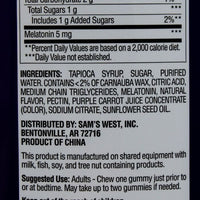 Total Carbohydrate 2 g 1%**
Total Sugars 1 g ***
Includes 1 g Added Sugars 2%**
Melatonin 5 mg ***
**Percent Daily Values are based on a 2,000 calorie diet.
***Daily Value not established.
INGREDIENTS: TAPIOCA SYRUP, SUGAR, PURIFIED
WATER, CONTAINS - 2% OF CARNAUBA WAX, CITRIC ACID,
MEDIUM CHAIN TRIGLYCERIDES, MELATONIN, NATURAL
FLAVOR, PECTIN, PURPLE CARROT JUICE CONCENTRATE
(COLOR), SODIUM CITRATE, SUNFLOWER SEED OIL.
DISTRIBUTED BY: SAM'S WEST, INC.
BENTONVILLE, AR 72716
PRODUCT OF CHINA
This product is manufactured on shared equipment with
milk, fish, soy, and tree nut containing products.
Suggested Use: Adults - Chew one gummy just prior to
or at bedtime. May take up to two gummies if needed.